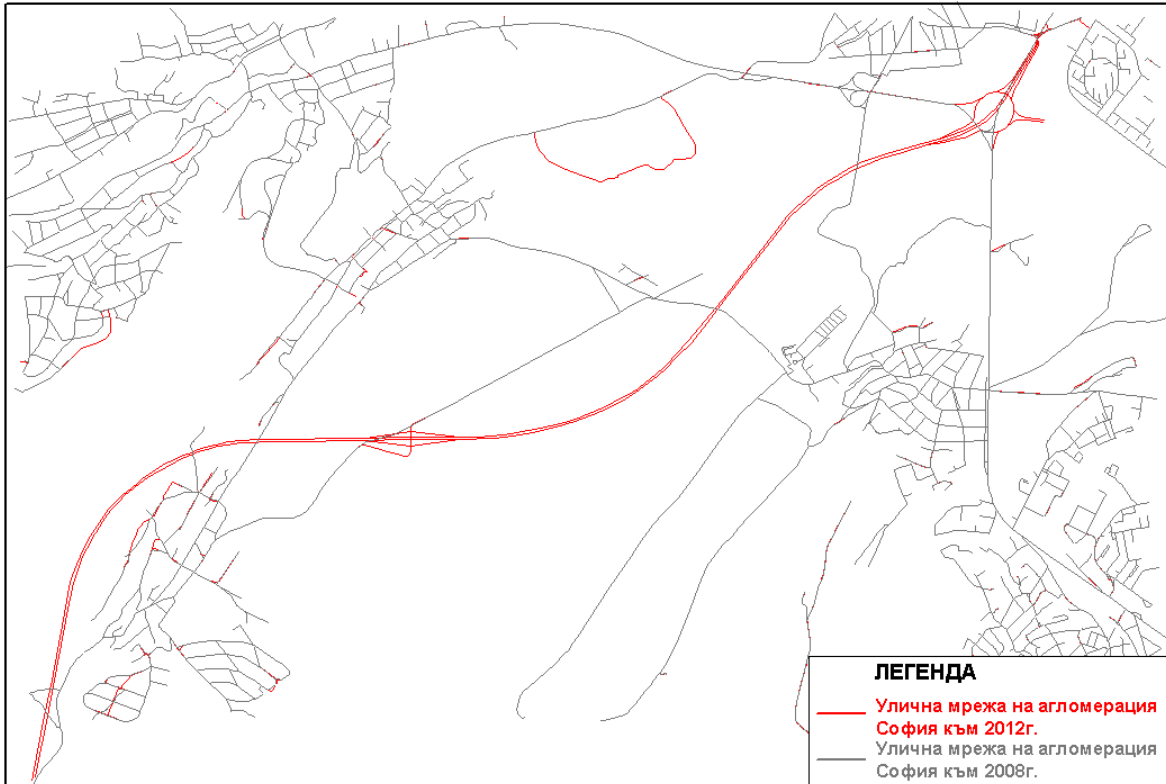 ЛЕГЕНДА
Улична мрежа на агломерация
София към 2012г.
Улична мрежа на агломерация
София към 2008г.